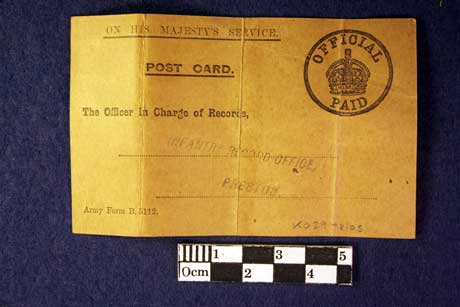 ON HIS MAJESTY'S SERVICE.
POST CARD.
OFFICIAL
PAID
The Officer in Charge of Records,
INFANTRY RECORD OFFICE,
PRESTON.
Army Form B. 5112.
0cm 1 2 3 4 5